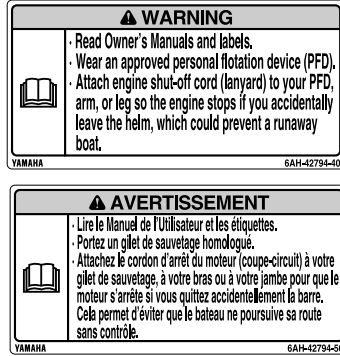 WARNING
· Read Owner's Manuals and labels.
· Wear an approved personal flotation device (PFD).
· Attach engine shut-off cord (lanyard) to your PFD,
arm, or leg so the engine stops if you accidentally
leave the helm, which could prevent a runaway
boat.
YAMAHA 6AH-42794-40
AVERTISSEMENT
· Lire le Manuel de l'Utilisateur et les étiquettes.
· Portez un gilet de sauvetage homologué.
· Attachez le cordon d'arrêt du moteur (coupe-circuit) à votre
gilet de sauvetage, à votre bras ou à votre jambe pour que le
moteur s'arrête si vous quittez accidentellement la barre.
Cela permet d'éviter que le bateau ne poursuive sa route
sans contrôle.
YAMAHA 6AH-42794-50